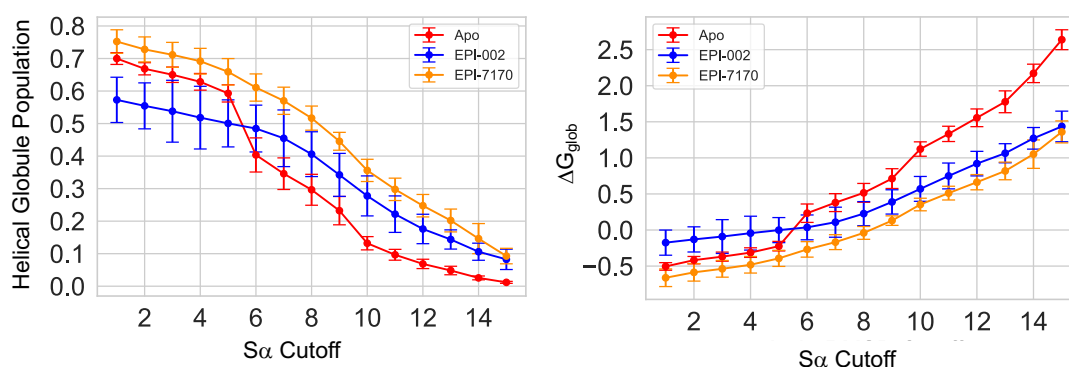 Helical Globule Population
0.8
0.7
0.6
0.5
0.4
0.3
0.2
0.1
0.0
Apo
EPI-002
EPI-7170
2 4 6 8 10 12 14
Sα Cutoff
ΔG_glob
2.5
2.0
1.5
1.0
0.5
0.0
−0.5
Apo
EPI-002
EPI-7170
2 4 6 8 10 12 14
Sα Cutoff